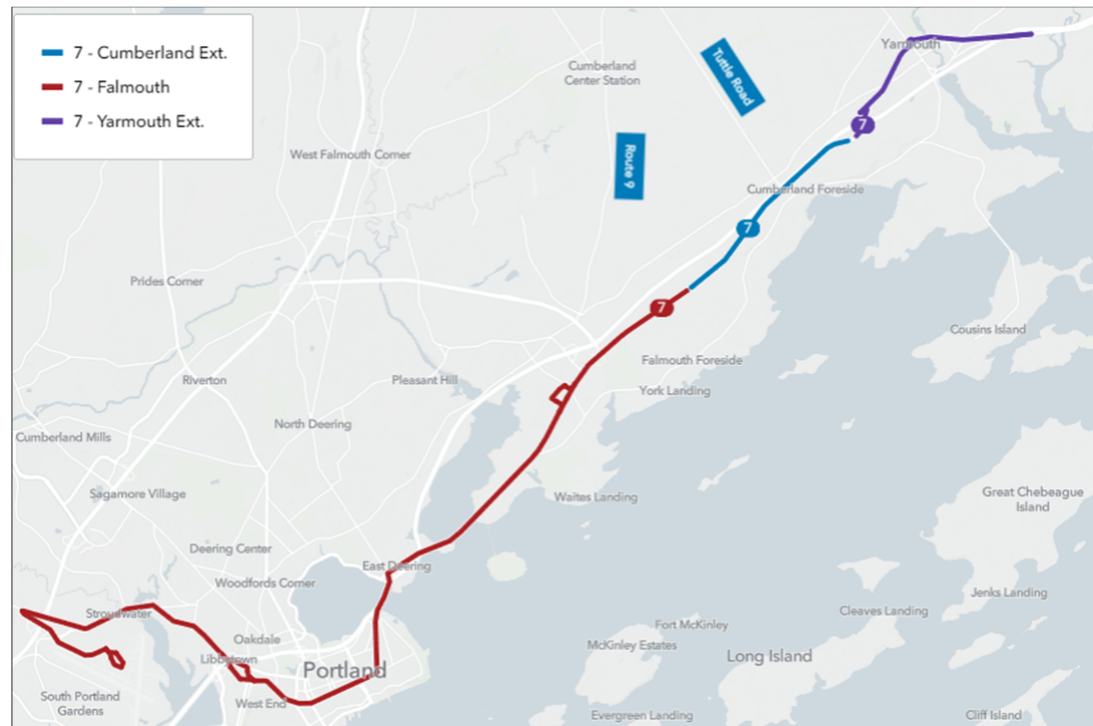 7 - Cumberland Ext.
7 - Falmouth
7 - Yarmouth Ext.
Yarmouth
Tuttle Road
Cumberland
Center Station
7
Route 9
West Falmouth Corner
Cumberland Foreside
7
Prides Corner
7
Cousins Island
Falmouth Foreside
Riverton
Pleasant Hill
York Landing
North Deering
Cumberland Mills
Sagamore Village
Great Chebeague
Island
Waites Landing
Deering Center
East Deering
Woodfords Corner
Jenks Landing
Stroudwater
Cleaves Landing
Fort McKinley
Oakdale
McKinley Estates
Long Island
Libbytown
Portland
South Portland
Gardens
West End
Evergreen Landing
Cliff Island